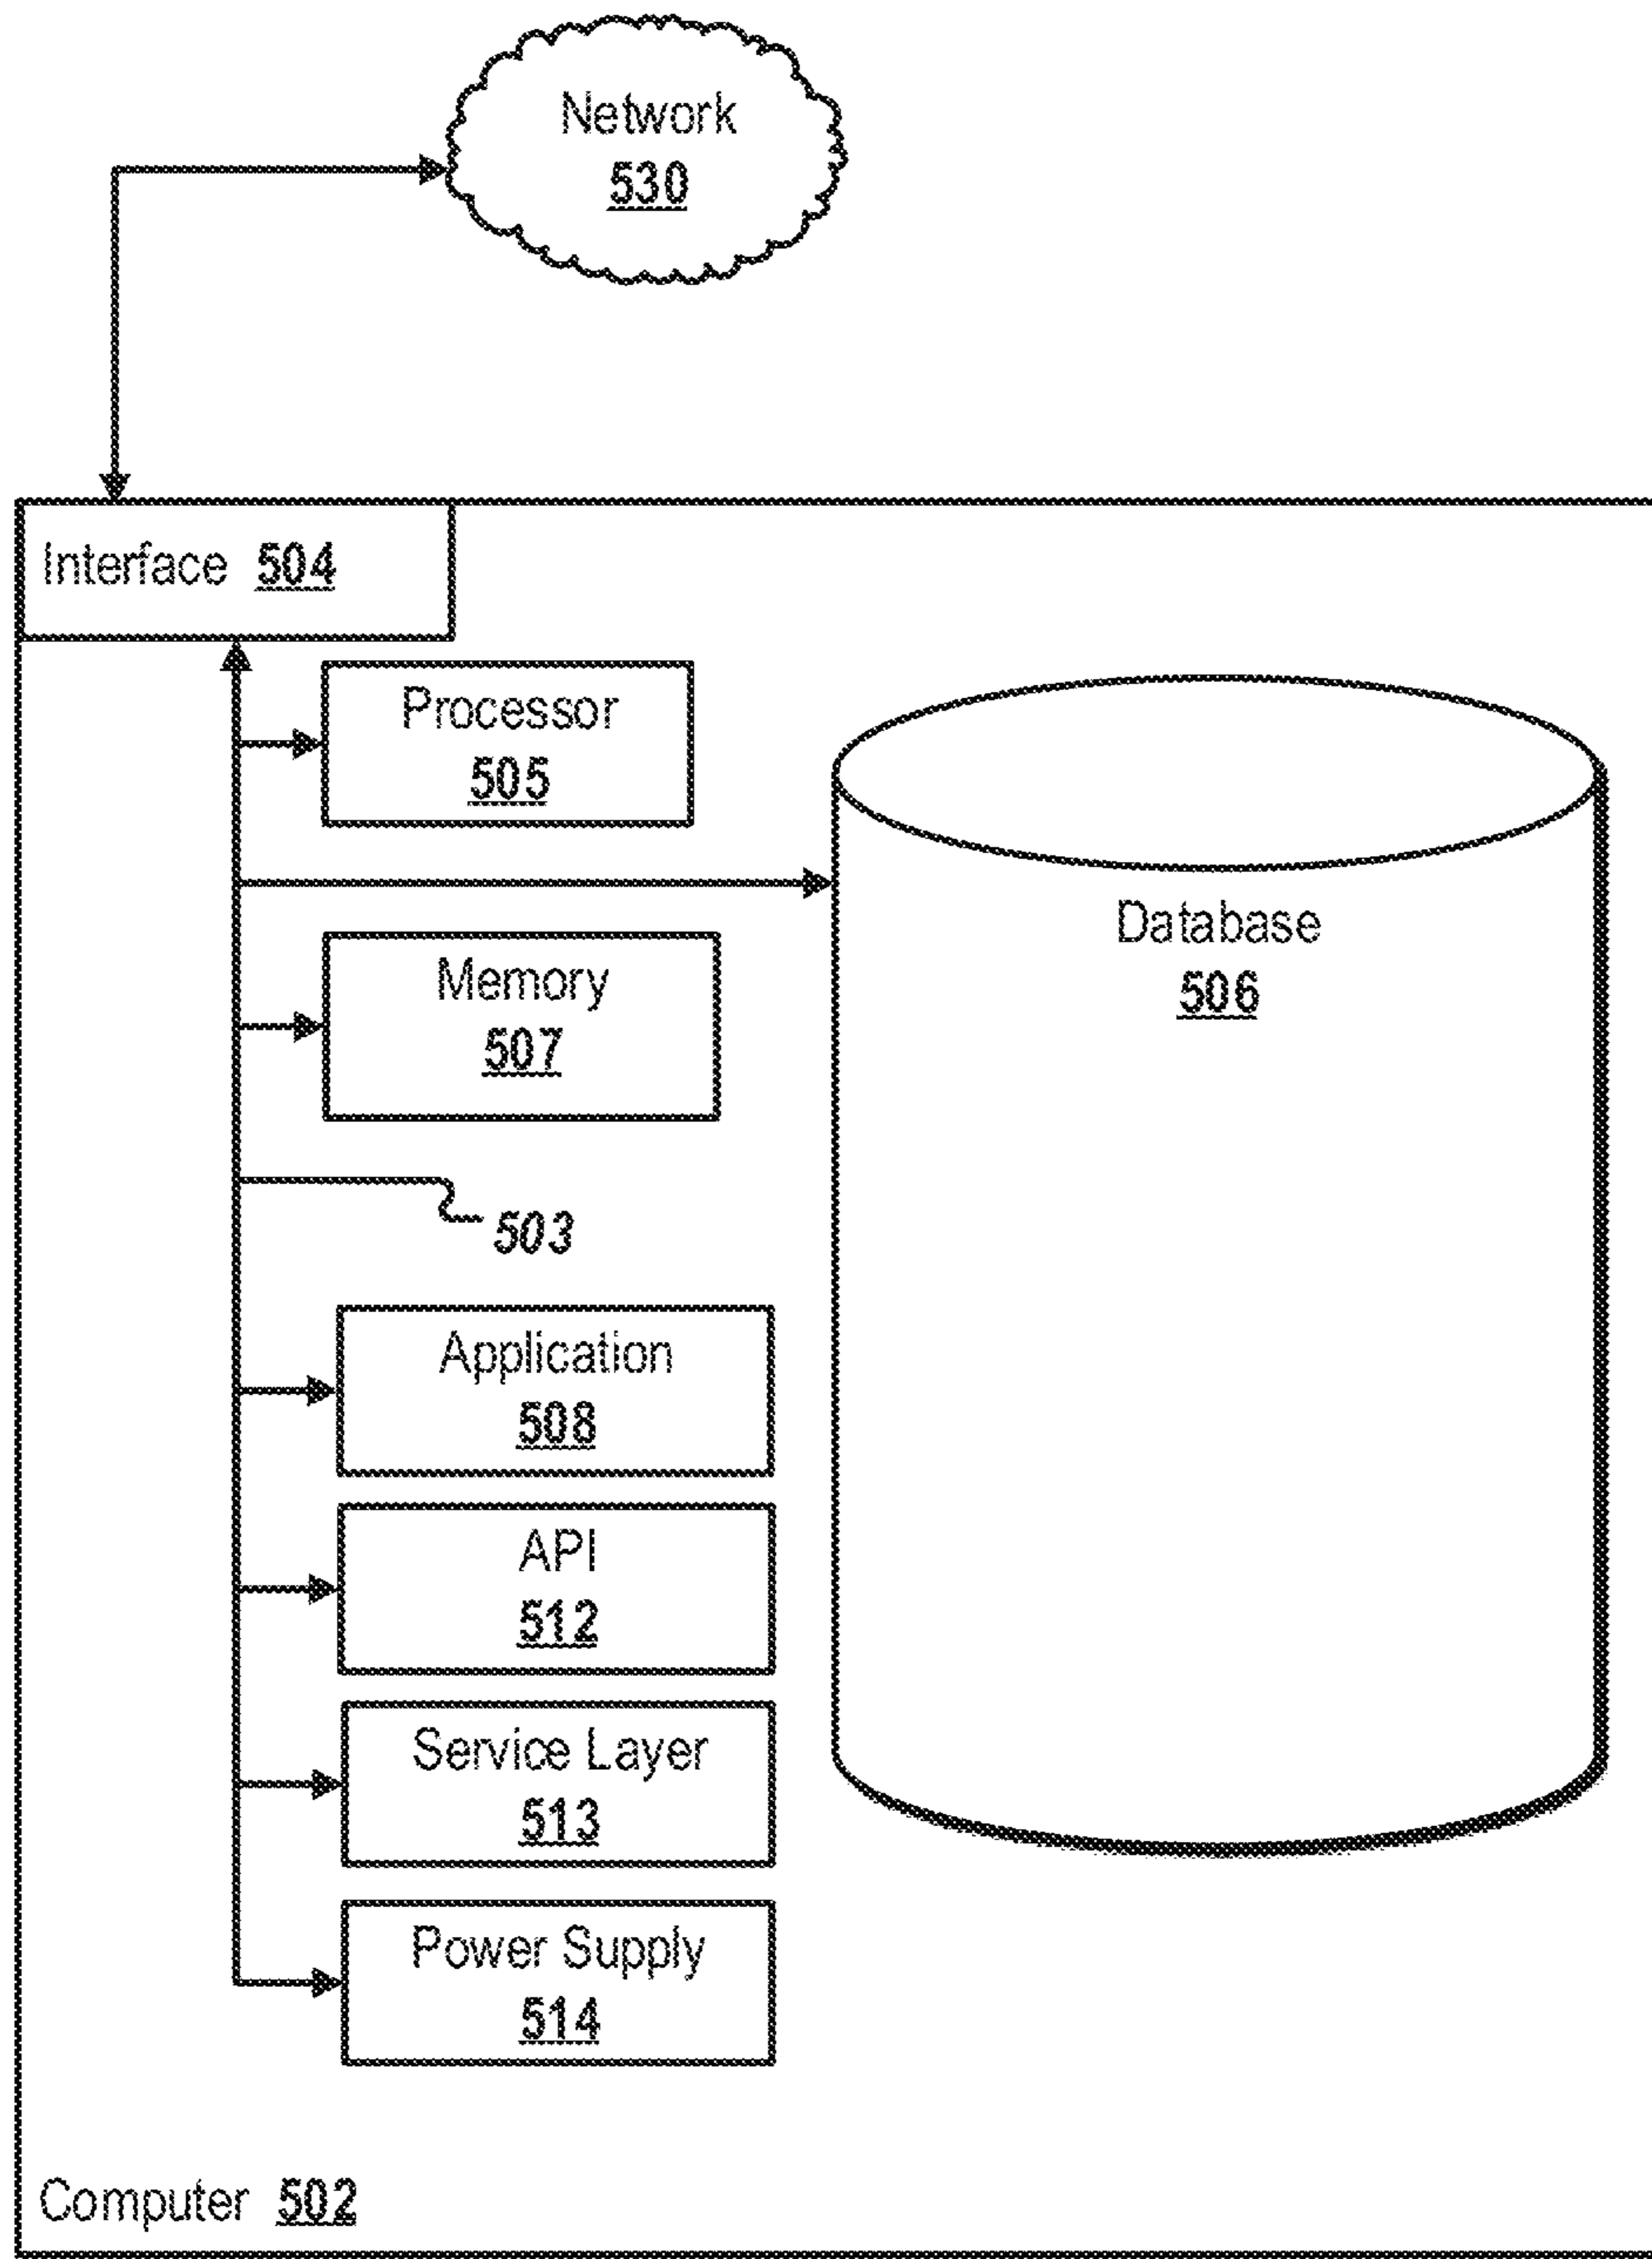 Network
530
Interface 504
Processor
505
Database
506
Memory
507
503
Application
508
API
512
Service Layer
513
Power Supply
514
Computer 502